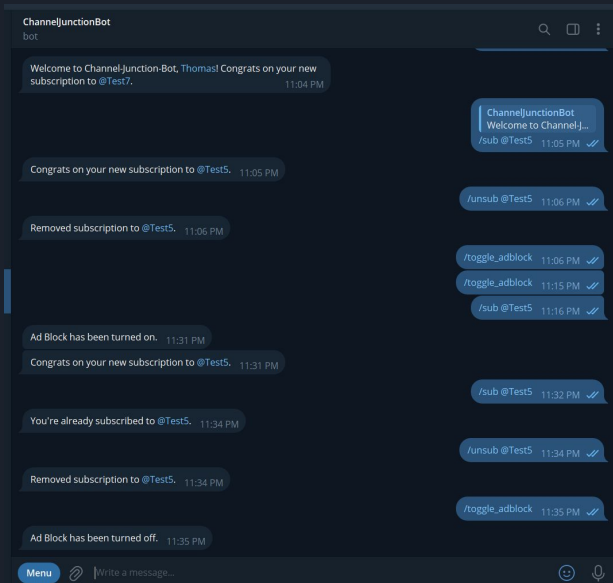 ChannelJunctionBot
bot
Welcome to Channel-Junction-Bot, Thomas! Congrats on your new
subscription to @Test7.
11:04 PM
ChannelJunctionBot
Welcome to Channel-J...
/sub @Test5 11:05 PM
Congrats on your new subscription to @Test5. 11:05 PM
/unsub @Test5 11:06 PM
Removed subscription to @Test5. 11:06 PM
/toggle_adblock 11:06 PM
/toggle_adblock 11:15 PM
/sub @Test5 11:16 PM
Ad Block has been turned on. 11:31 PM
Congrats on your new subscription to @Test5. 11:31 PM
/sub @Test5 11:32 PM
You're already subscribed to @Test5. 11:34 PM
/unsub @Test5 11:34 PM
Removed subscription to @Test5. 11:34 PM
/toggle_adblock 11:35 PM
Ad Block has been turned off. 11:35 PM
Menu Write a message...